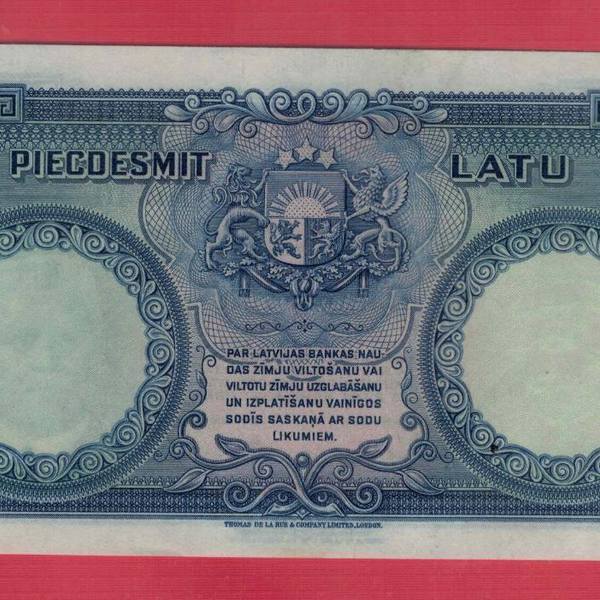 PIECDESMIT LATU
PAR LATVIJAS BANKAS NAU-
DAS ZĪMJU VILTOŠANU VAI
VILTOTU ZĪMJU UZGLABĀŠANU
UN IZPLATĪŠANU VAINĪGOS
SODĪS SASKAŅĀ AR SODU
LIKUMIEM.
THOMAS DE LA RUE & COMPANY LIMITED, LONDON.